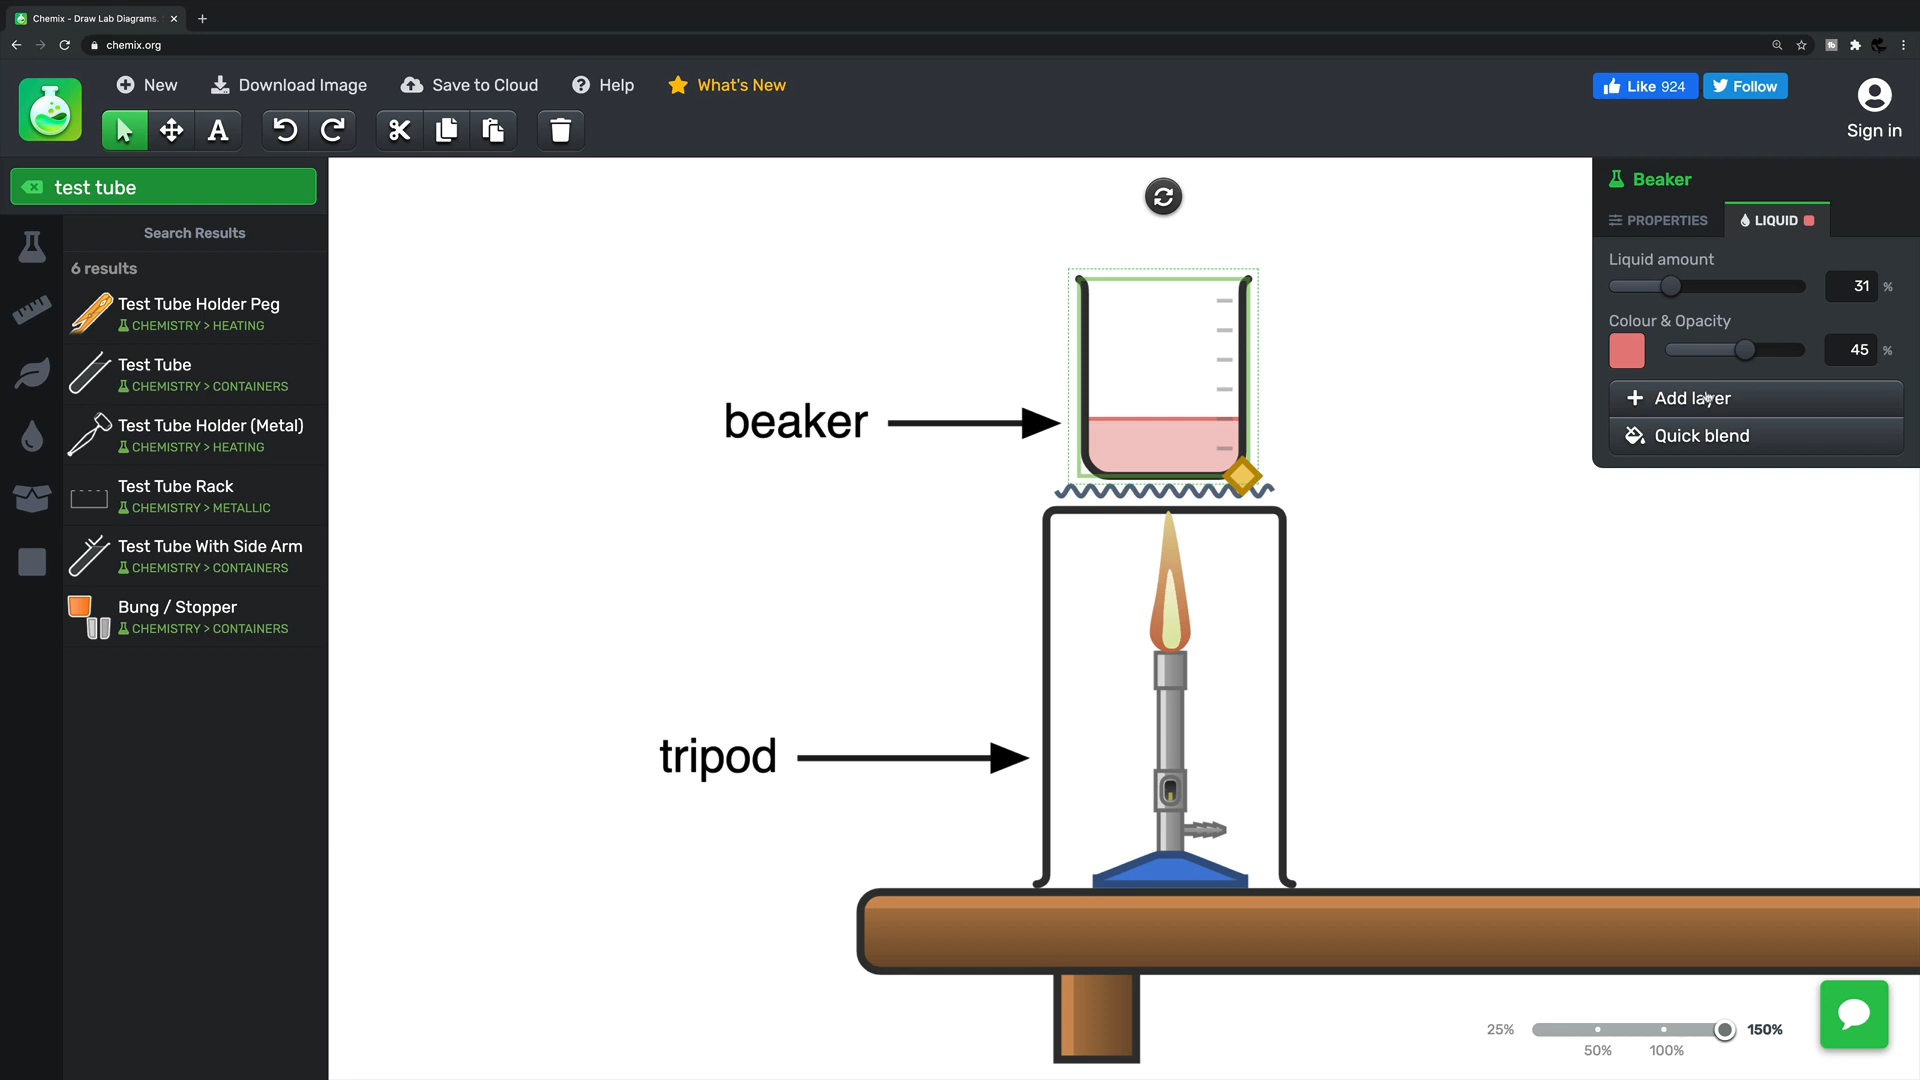 Chemix - Draw Lab Diagrams.
chemix.org
New
Download Image
Save to Cloud
Help
What's New
Like 924
Follow
Sign in
A
test tube
Search Results
6 results
Test Tube Holder Peg
CHEMISTRY > HEATING
Test Tube
CHEMISTRY > CONTAINERS
Test Tube Holder (Metal)
CHEMISTRY > HEATING
Test Tube Rack
CHEMISTRY > METALLIC
Test Tube With Side Arm
CHEMISTRY > CONTAINERS
Bung / Stopper
CHEMISTRY > CONTAINERS
beaker
tripod
Beaker
PROPERTIES
LIQUID
Liquid amount
31 %
Colour & Opacity
45 %
Add layer
Quick blend
25%
150%
50%
100%